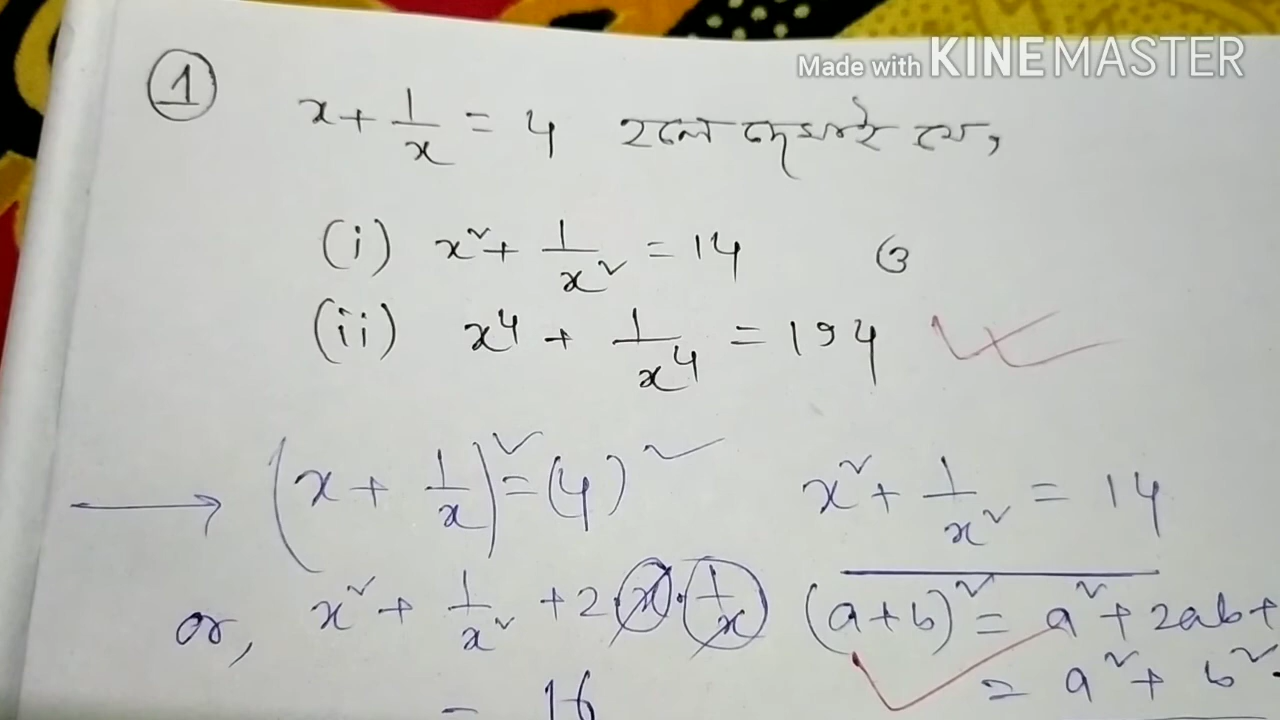 Made with KINEMASTER
① x + 1/x = 4 হলে দেখাই যে,
(i) x² + 1/x² = 14 ও
(ii) x⁴ + 1/x⁴ = 194
(x + 1/x)² = (4)²
x² + 1/x² = 14
or, x² + 1/x² + 2·x·1/x
(a+b)² = a² + 2ab +
= a² + b²
= 16